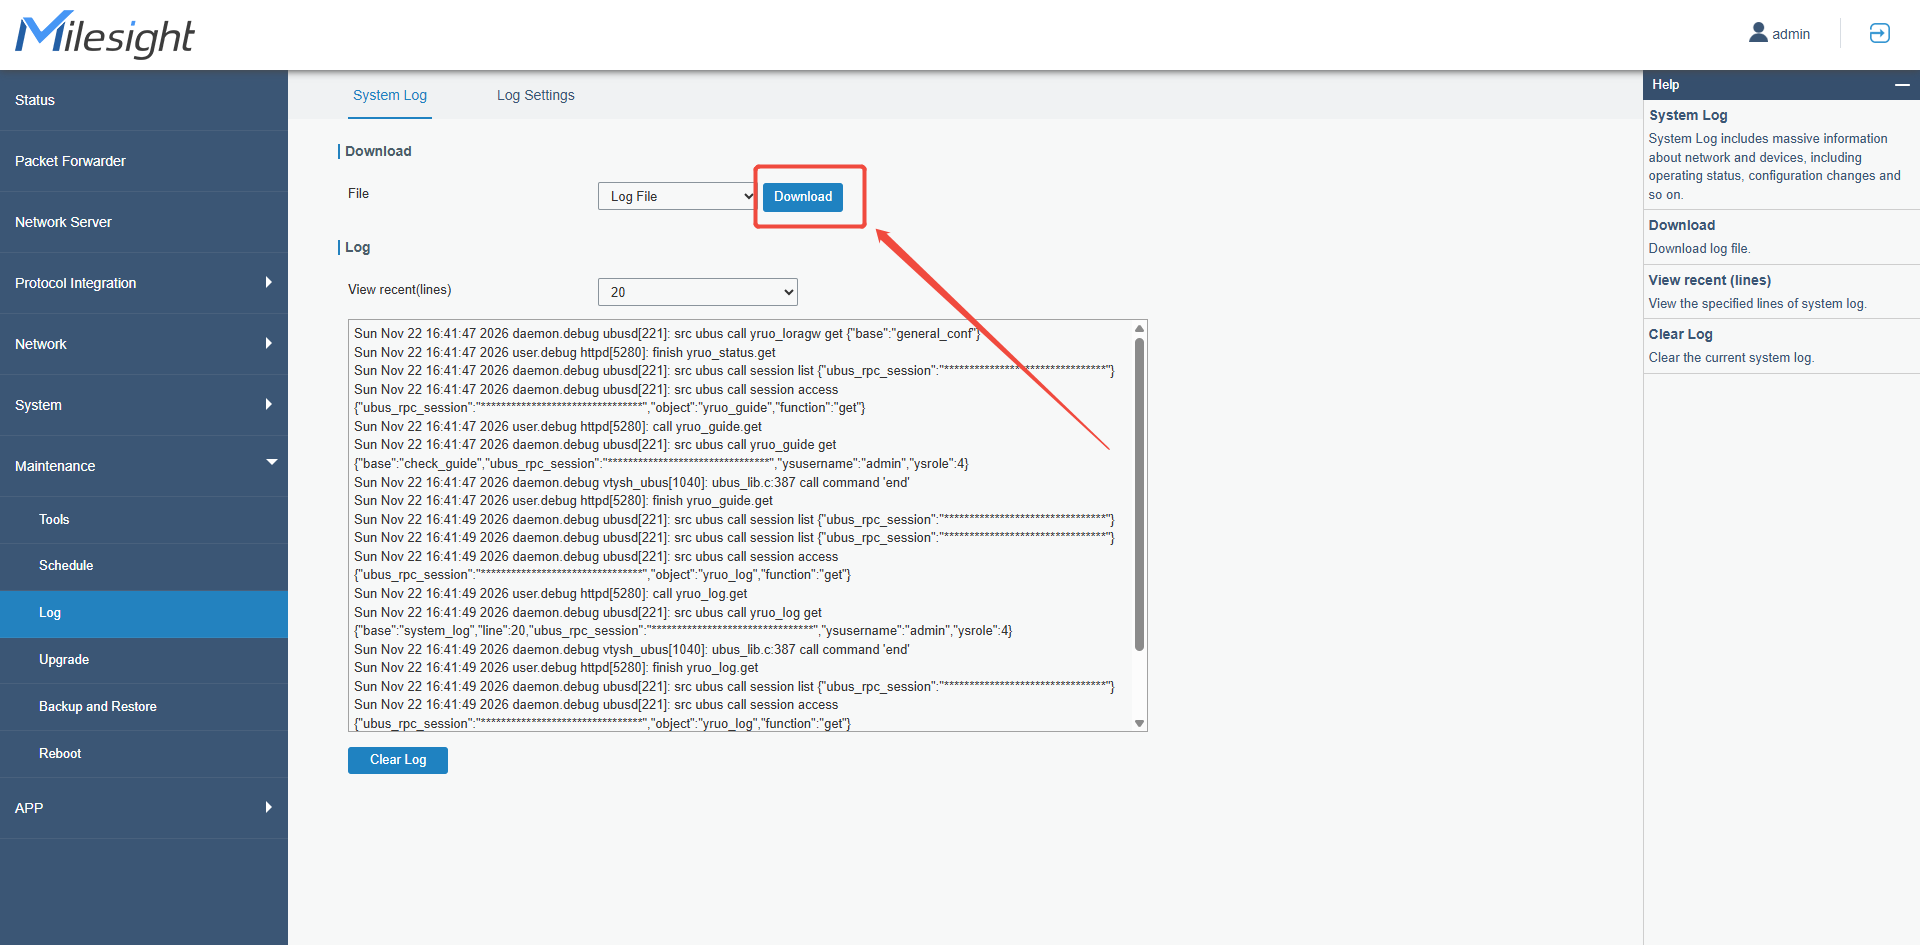 Milesight
admin
Status
Packet Forwarder
Network Server
Protocol Integration
Network
System
Maintenance
Tools
Schedule
Log
Upgrade
Backup and Restore
Reboot
APP
System Log
Log Settings
Download
File
Log File
Download
Log
View recent(lines)
20
Sun Nov 22 16:41:47 2026 daemon.debug ubusd[221]: src ubus call yruo_loragw get {"base":"general_conf"}
Sun Nov 22 16:41:47 2026 user.debug httpd[5280]: finish yruo_status.get
Sun Nov 22 16:41:47 2026 daemon.debug ubusd[221]: src ubus call session list {"ubus_rpc_session":"********************************"}
Sun Nov 22 16:41:47 2026 daemon.debug ubusd[221]: src ubus call session access
{"ubus_rpc_session":"********************************","object":"yruo_guide","function":"get"}
Sun Nov 22 16:41:47 2026 user.debug httpd[5280]: call yruo_guide.get
Sun Nov 22 16:41:47 2026 daemon.debug ubusd[221]: src ubus call yruo_guide get
{"base":"check_guide","ubus_rpc_session":"********************************","ysusername":"admin","ysrole":4}
Sun Nov 22 16:41:47 2026 daemon.debug vtysh_ubus[1040]: ubus_lib.c:387 call command 'end'
Sun Nov 22 16:41:47 2026 user.debug httpd[5280]: finish yruo_guide.get
Sun Nov 22 16:41:49 2026 daemon.debug ubusd[221]: src ubus call session list {"ubus_rpc_session":"********************************"}
Sun Nov 22 16:41:49 2026 daemon.debug ubusd[221]: src ubus call session list {"ubus_rpc_session":"********************************"}
Sun Nov 22 16:41:49 2026 daemon.debug ubusd[221]: src ubus call session access
{"ubus_rpc_session":"********************************","object":"yruo_log","function":"get"}
Sun Nov 22 16:41:49 2026 user.debug httpd[5280]: call yruo_log.get
Sun Nov 22 16:41:49 2026 daemon.debug ubusd[221]: src ubus call yruo_log get
{"base":"system_log","line":20,"ubus_rpc_session":"********************************","ysusername":"admin","ysrole":4}
Sun Nov 22 16:41:49 2026 daemon.debug vtysh_ubus[1040]: ubus_lib.c:387 call command 'end'
Sun Nov 22 16:41:49 2026 user.debug httpd[5280]: finish yruo_log.get
Sun Nov 22 16:41:49 2026 daemon.debug ubusd[221]: src ubus call session list {"ubus_rpc_session":"********************************"}
Sun Nov 22 16:41:49 2026 daemon.debug ubusd[221]: src ubus call session access
{"ubus_rpc_session":"********************************","object":"yruo_log","function":"get"}
Clear Log
Help
System Log
System Log includes massive information
about network and devices, including
operating status, configuration changes and
so on.
Download
Download log file.
View recent (lines)
View the specified lines of system log.
Clear Log
Clear the current system log.